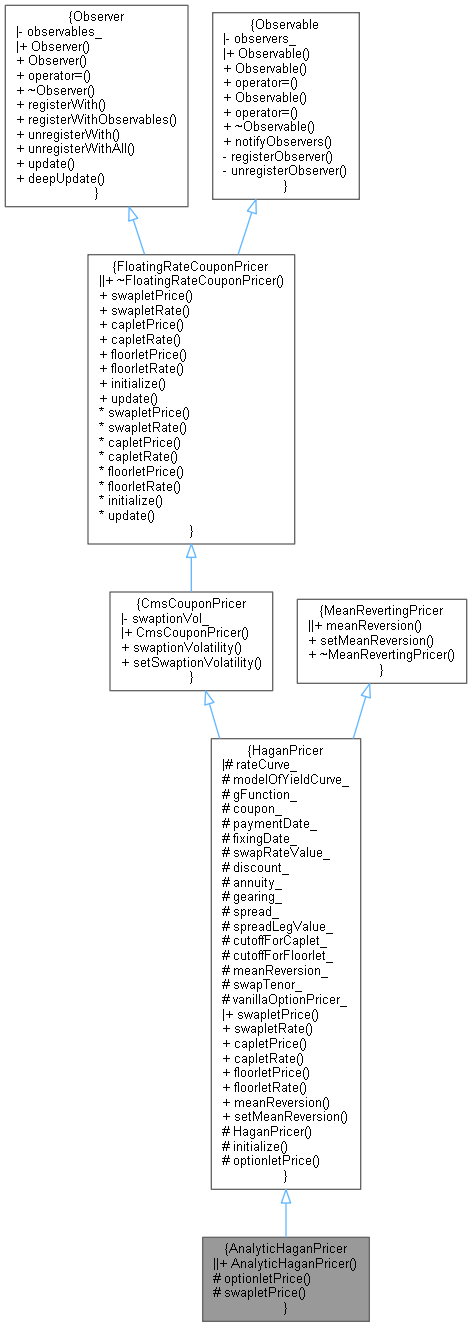 {Observer
|- observables_
|+ Observer()
+ Observer()
+ operator=()
+ ~Observer()
+ registerWith()
+ registerWithObservables()
+ unregisterWith()
+ unregisterWithAll()
+ update()
+ deepUpdate()
}
{Observable
|- observers_
|+ Observable()
+ Observable()
+ operator=()
+ Observable()
+ operator=()
+ ~Observable()
+ notifyObservers()
- registerObserver()
- unregisterObserver()
}
{FloatingRateCouponPricer
||+ ~FloatingRateCouponPricer()
+ swapletPrice()
+ swapletRate()
+ capletPrice()
+ capletRate()
+ floorletPrice()
+ floorletRate()
+ initialize()
+ update()
* swapletPrice()
* swapletRate()
* capletPrice()
* capletRate()
* floorletPrice()
* floorletRate()
* initialize()
* update()
}
{CmsCouponPricer
|- swaptionVol_
|+ CmsCouponPricer()
+ swaptionVolatility()
+ setSwaptionVolatility()
}
{MeanRevertingPricer
||+ meanReversion()
+ setMeanReversion()
+ ~MeanRevertingPricer()
}
{HaganPricer
|# rateCurve_
# modelOfYieldCurve_
# gFunction_
# coupon_
# paymentDate_
# fixingDate_
# swapRateValue_
# discount_
# annuity_
# gearing_
# spread_
# spreadLegValue_
# cutoffForCaplet_
# cutoffForFloorlet_
# meanReversion_
# swapTenor_
# vanillaOptionPricer_
|+ swapletPrice()
+ swapletRate()
+ capletPrice()
+ capletRate()
+ floorletPrice()
+ floorletRate()
+ meanReversion()
+ setMeanReversion()
# HaganPricer()
# initialize()
# optionletPrice()
}
{AnalyticHaganPricer
||+ AnalyticHaganPricer()
# optionletPrice()
# swapletPrice()
}